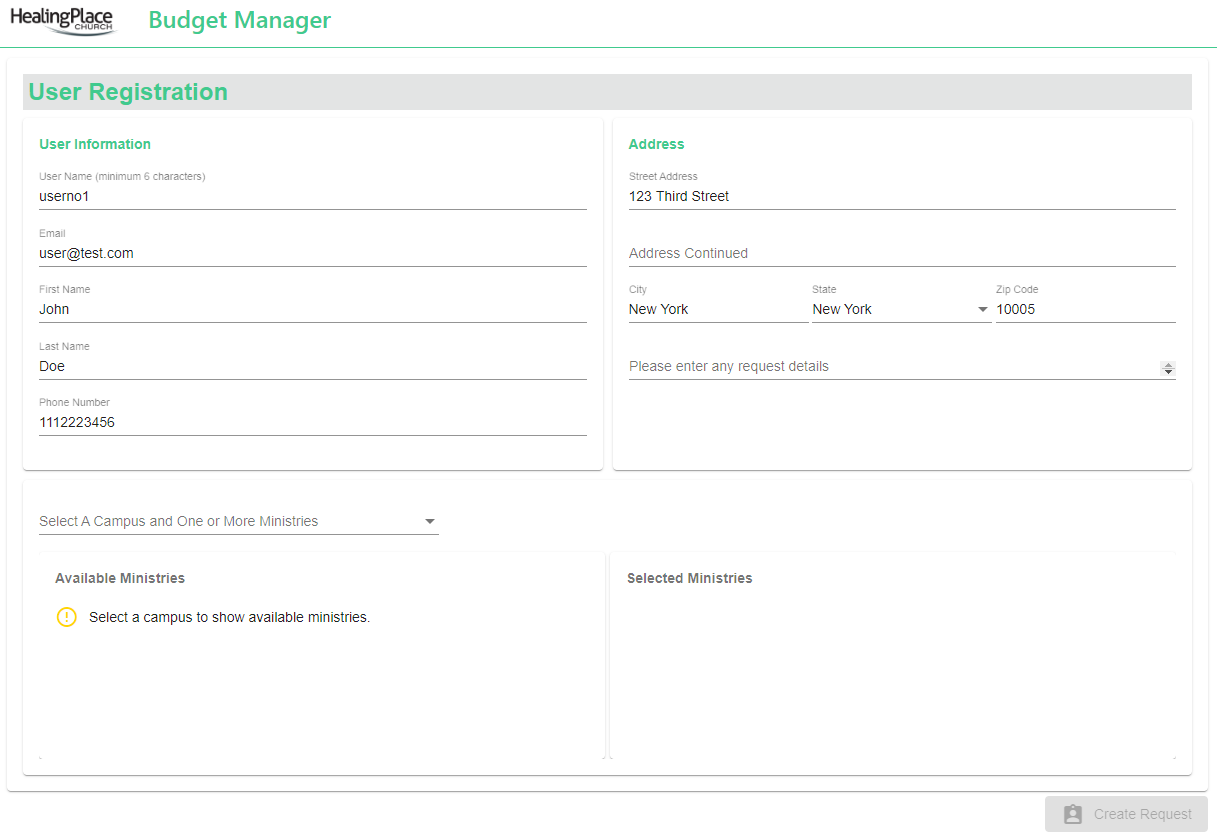 HealingPlace
CHURCH
Budget Manager
User Registration
User Information
User Name (minimum 6 characters)
userno1
Email
user@test.com
First Name
John
Last Name
Doe
Phone Number
1112223456
Address
Street Address
123 Third Street
Address Continued
City State Zip Code
New York New York 10005
Please enter any request details
Select A Campus and One or More Ministries
Available Ministries
Select a campus to show available ministries.
Selected Ministries
Create Request